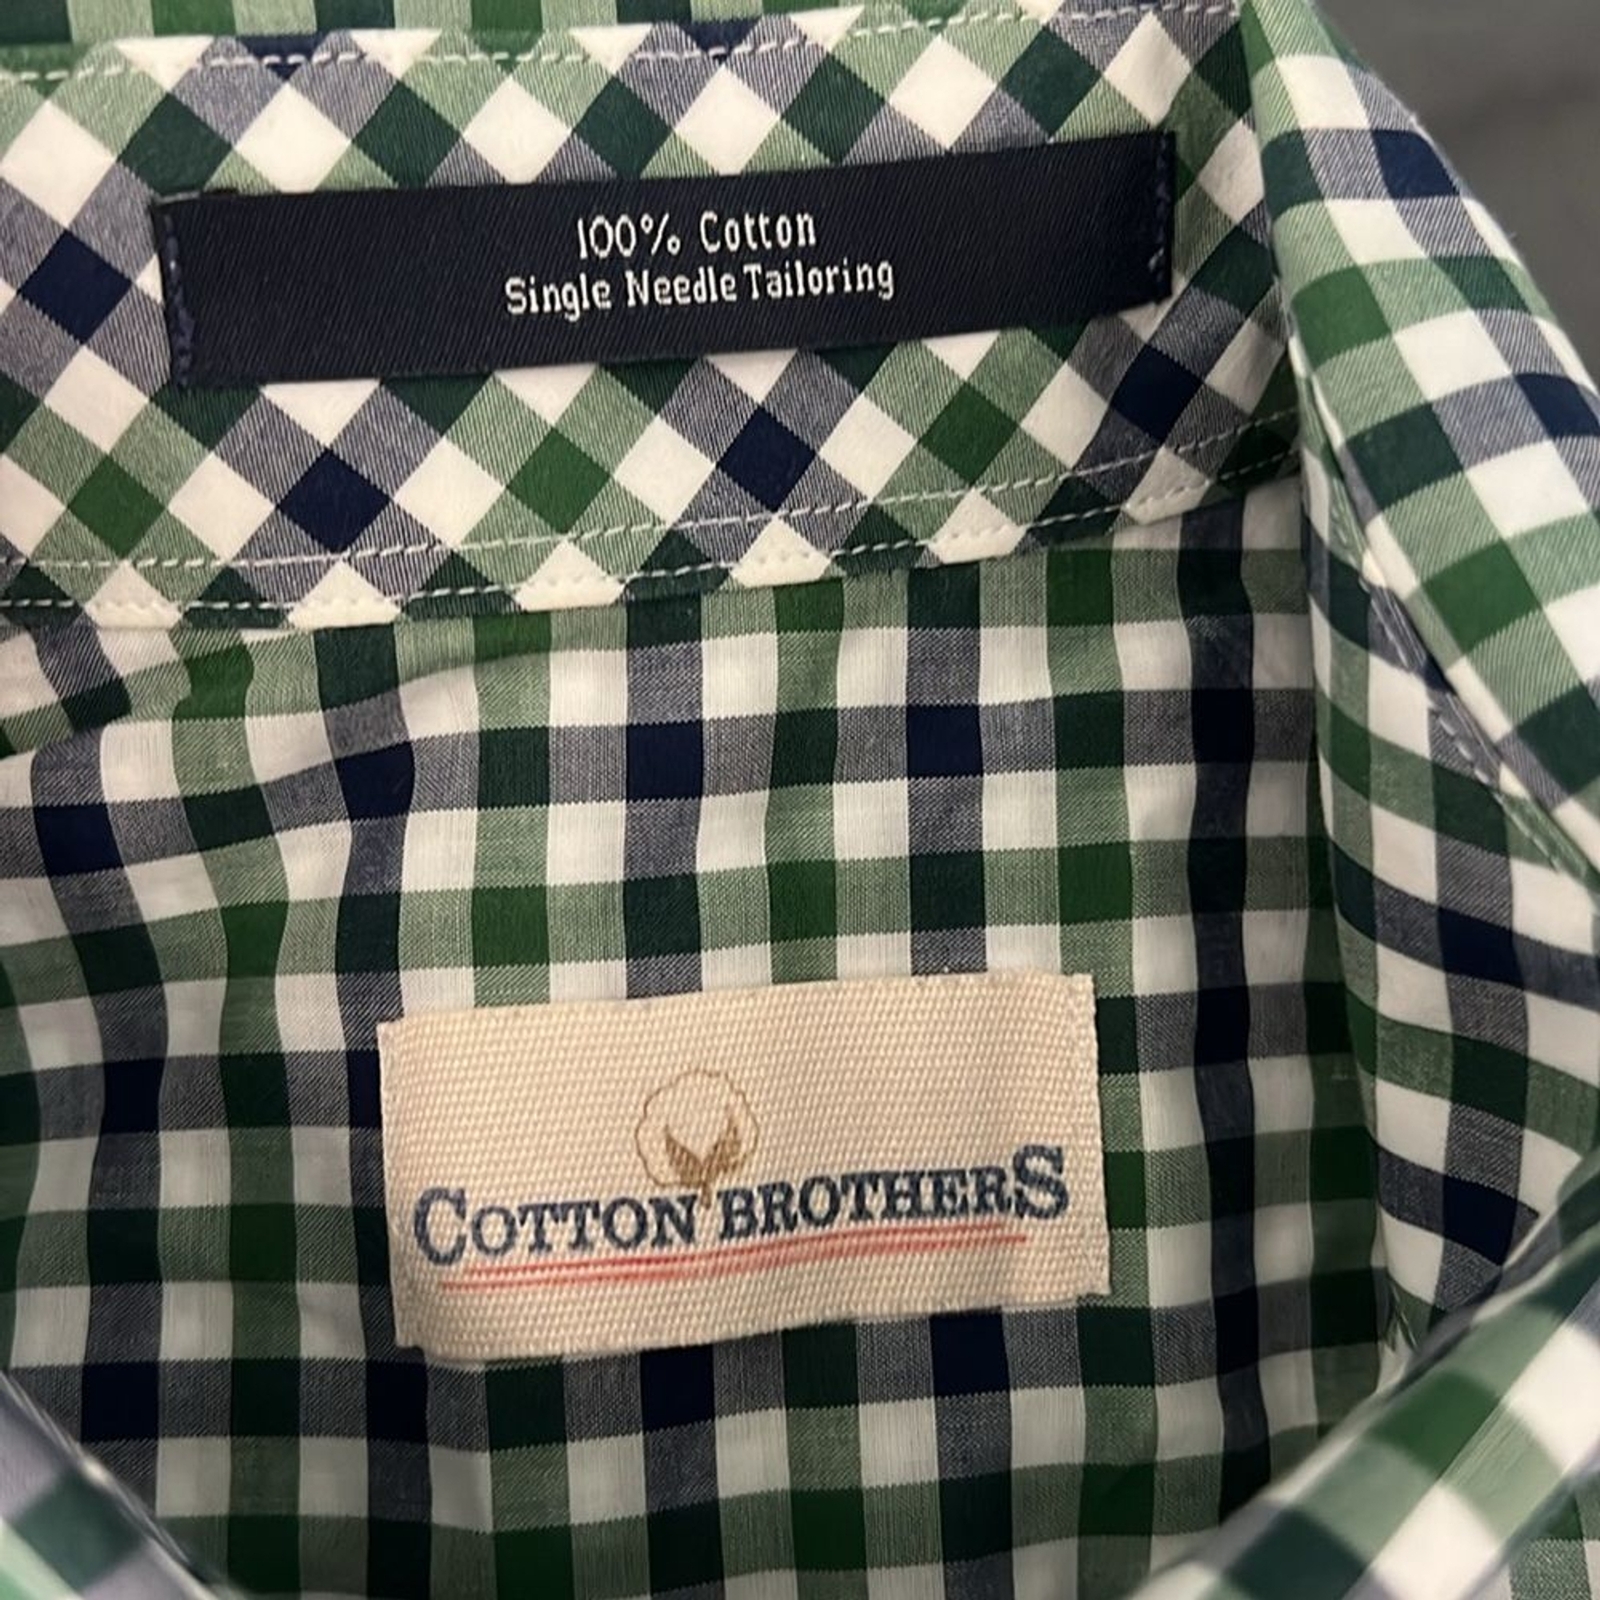 100% Cotton
Single Needle Tailoring
COTTON BROTHERS